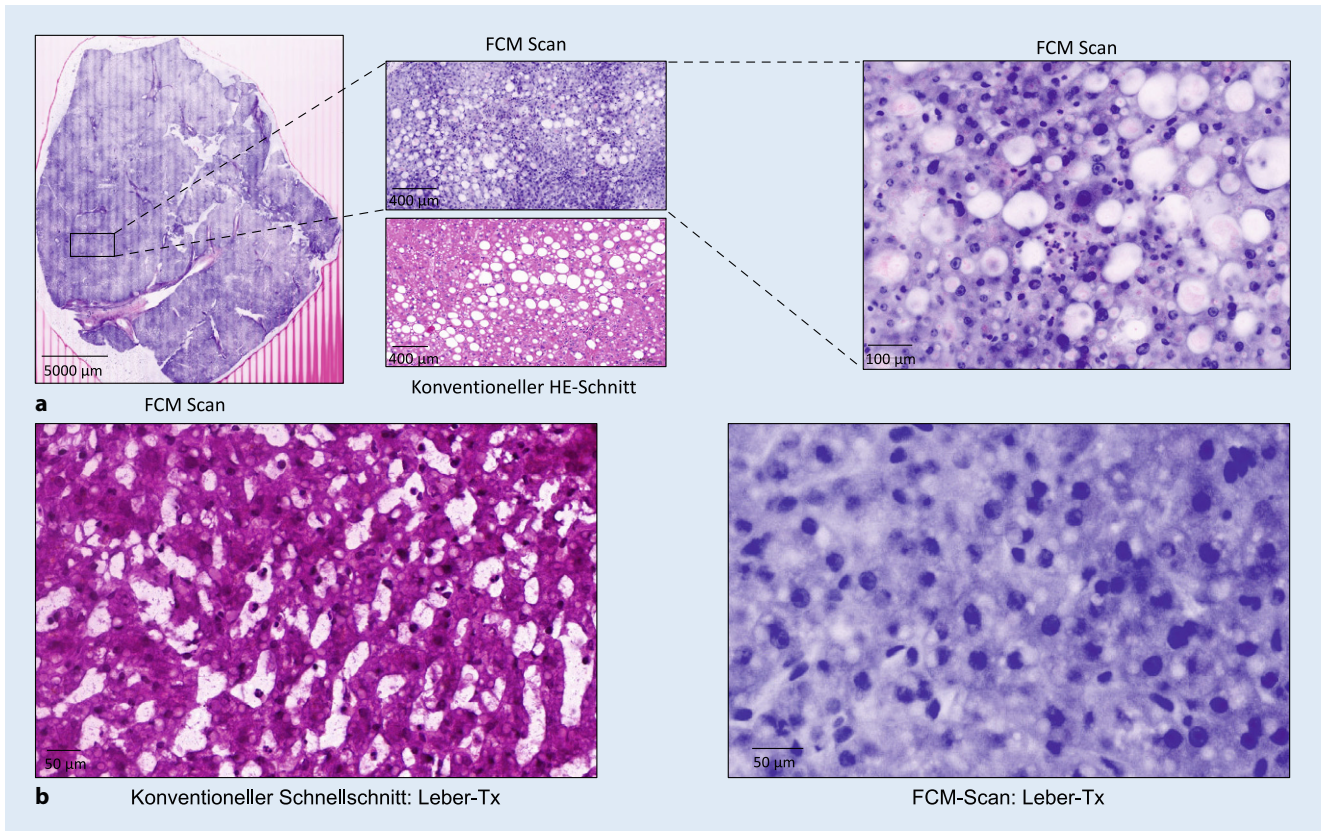 FCM Scan
FCM Scan
400 µm
400 µm
Konventioneller HE-Schnitt
5000 µm
100 µm
a
FCM Scan
50 µm
50 µm
b
Konventioneller Schnellschnitt: Leber-Tx
FCM-Scan: Leber-Tx